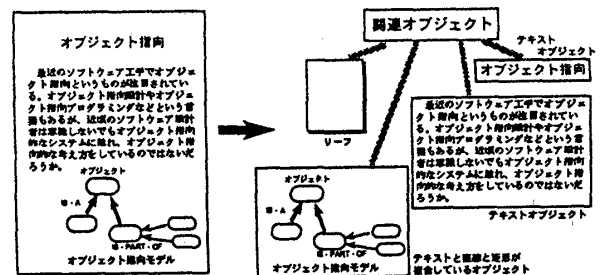 オブジェクト指向
最近のソフトウェア工学でオブジェ
クト指向というものが注目されてい
る。オブジェクト指向設計やオブジェ
クト指向プログラミングなどという言
葉もあるが、近頃のソフトウェア設計
者は意識しないでもオブジェクト指向
的なシステムに触れ、オブジェクト指
向的な考え方をしているのではないだ
ろうか。
オブジェクト
IS-A
IS-PART-OF
オブジェクト指向モデル
関連オブジェクト
テキスト
オブジェクト
オブジェクト指向
リーフ
最近のソフトウェア工学でオブジェ
クト指向というものが注目されてい
る。オブジェクト指向設計やオブジェ
クト指向プログラミングなどという言
葉もあるが、近頃のソフトウェア設計
者は意識しないでもオブジェクト指向
的なシステムに触れ、オブジェクト指
向的な考え方をしているのではないだ
ろうか。
テキストオブジェクト
オブジェクト
IS-A
IS-PART-OF
オブジェクト指向モデル
テキストと直線と矩形が
複合しているオブジェクト